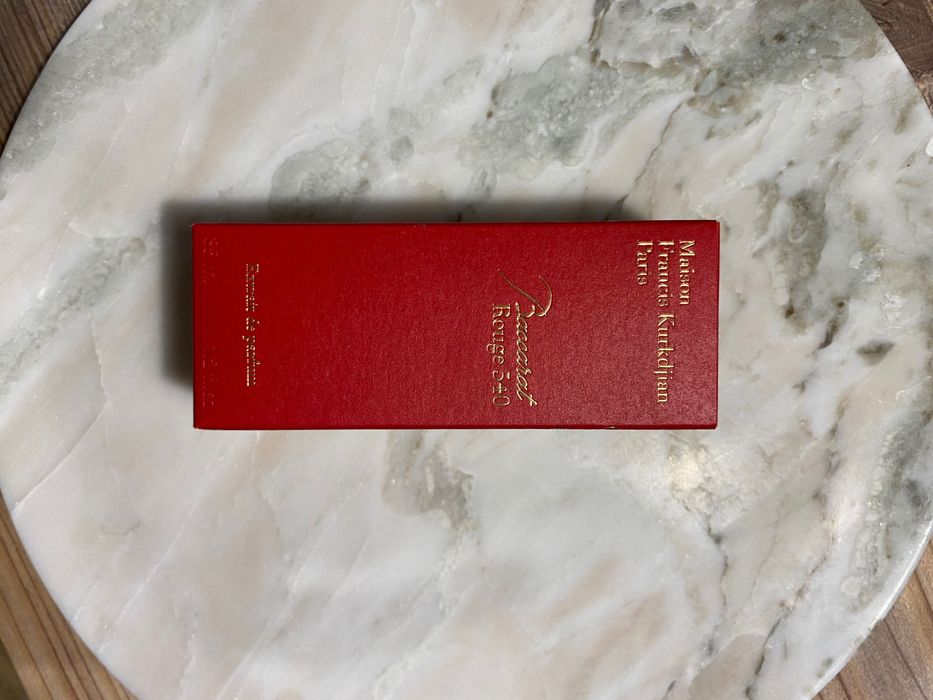 Maison
Francis Kurkdjian
Paris
Baccarat
Rouge 540
Extrait de parfum